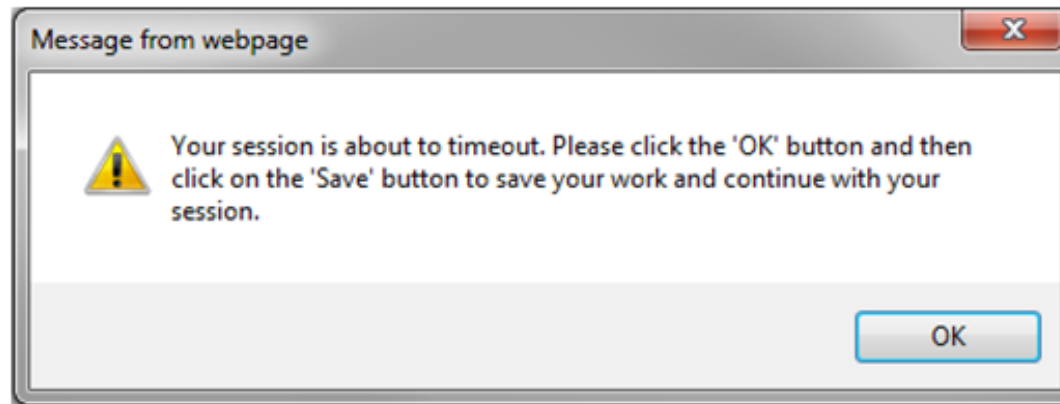 Message from webpage
Your session is about to timeout. Please click the 'OK' button and then
click on the 'Save' button to save your work and continue with your
session.
OK